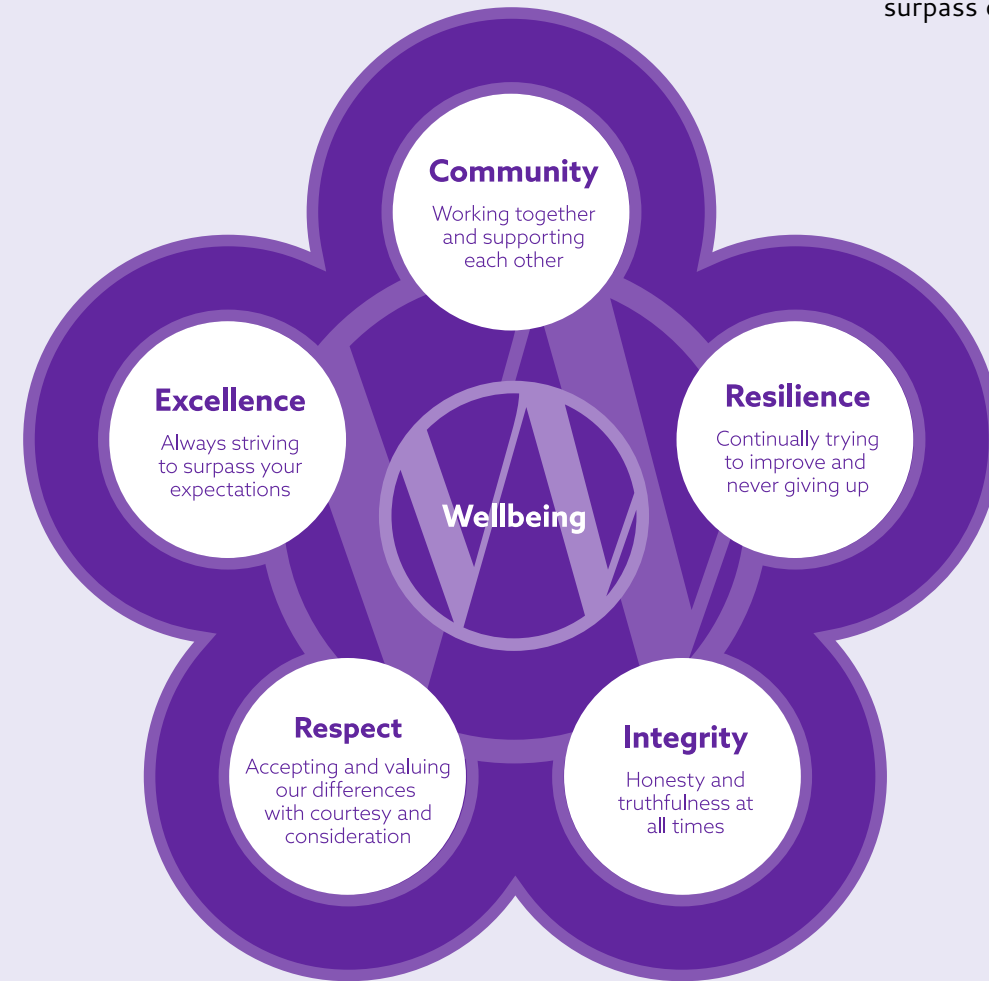 surpass
Community
Working together
and supporting
each other
Excellence
Always striving
to surpass your
expectations
Resilience
Continually trying
to improve and
never giving up
Wellbeing
Respect
Accepting and valuing
our differences
with courtesy and
consideration
Integrity
Honesty and
truthfulness at
all times